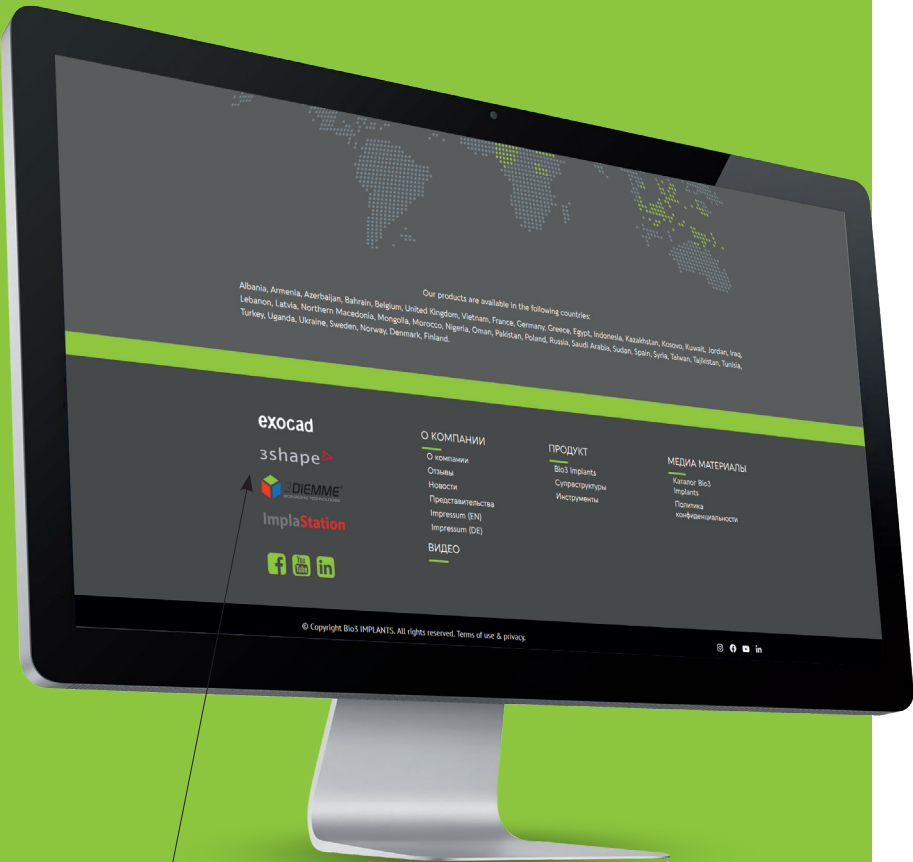 Our products are available in the following countries:
Albania, Armenia, Azerbaijan, Bahrain, Belgium, United Kingdom, Vietnam, France, Germany, Greece, Egypt, Indonesia, Kazakhstan, Kosovo, Kuwait, Jordan, Iraq,
Lebanon, Latvia, Northern Macedonia, Mongolia, Morocco, Nigeria, Oman, Pakistan, Poland, Russia, Saudi Arabia, Sudan, Spain, Syria, Taiwan, Tajikistan, Tunisia,
Turkey, Uganda, Ukraine, Sweden, Norway, Denmark, Finland.
exocad
3shape
3DIEMME
ImplaStation
f You Tube in
О КОМПАНИИ
О компании
Отзывы
Новости
Представительства
Impressum (EN)
Impressum (DE)
ВИДЕО
ПРОДУКТ
Bio3 Implants
Супраструктуры
Инструменты
МЕДИА МАТЕРИАЛЫ
Каталог Bio3
Implants
Политика
конфиденциальности
© Copyright Bio3 IMPLANTS. All rights reserved. Terms of use & privacy.